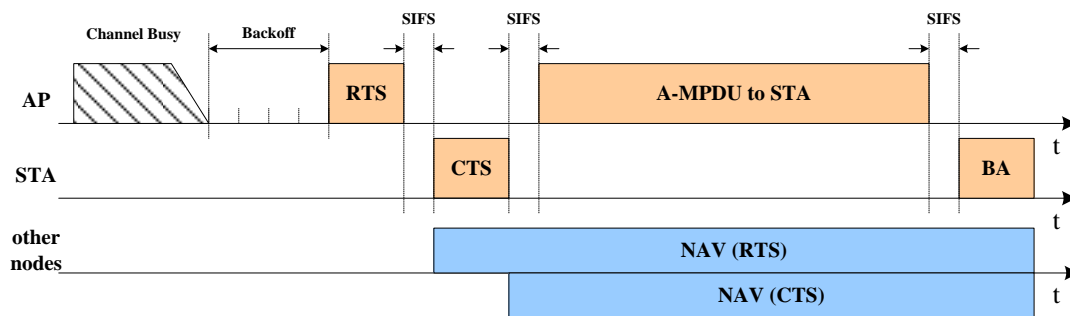 SIFS SIFS SIFS
Channel Busy Backoff
AP RTS A-MPDU to STA
t
STA CTS BA
t
other
nodes
NAV (RTS)
t
NAV (CTS)